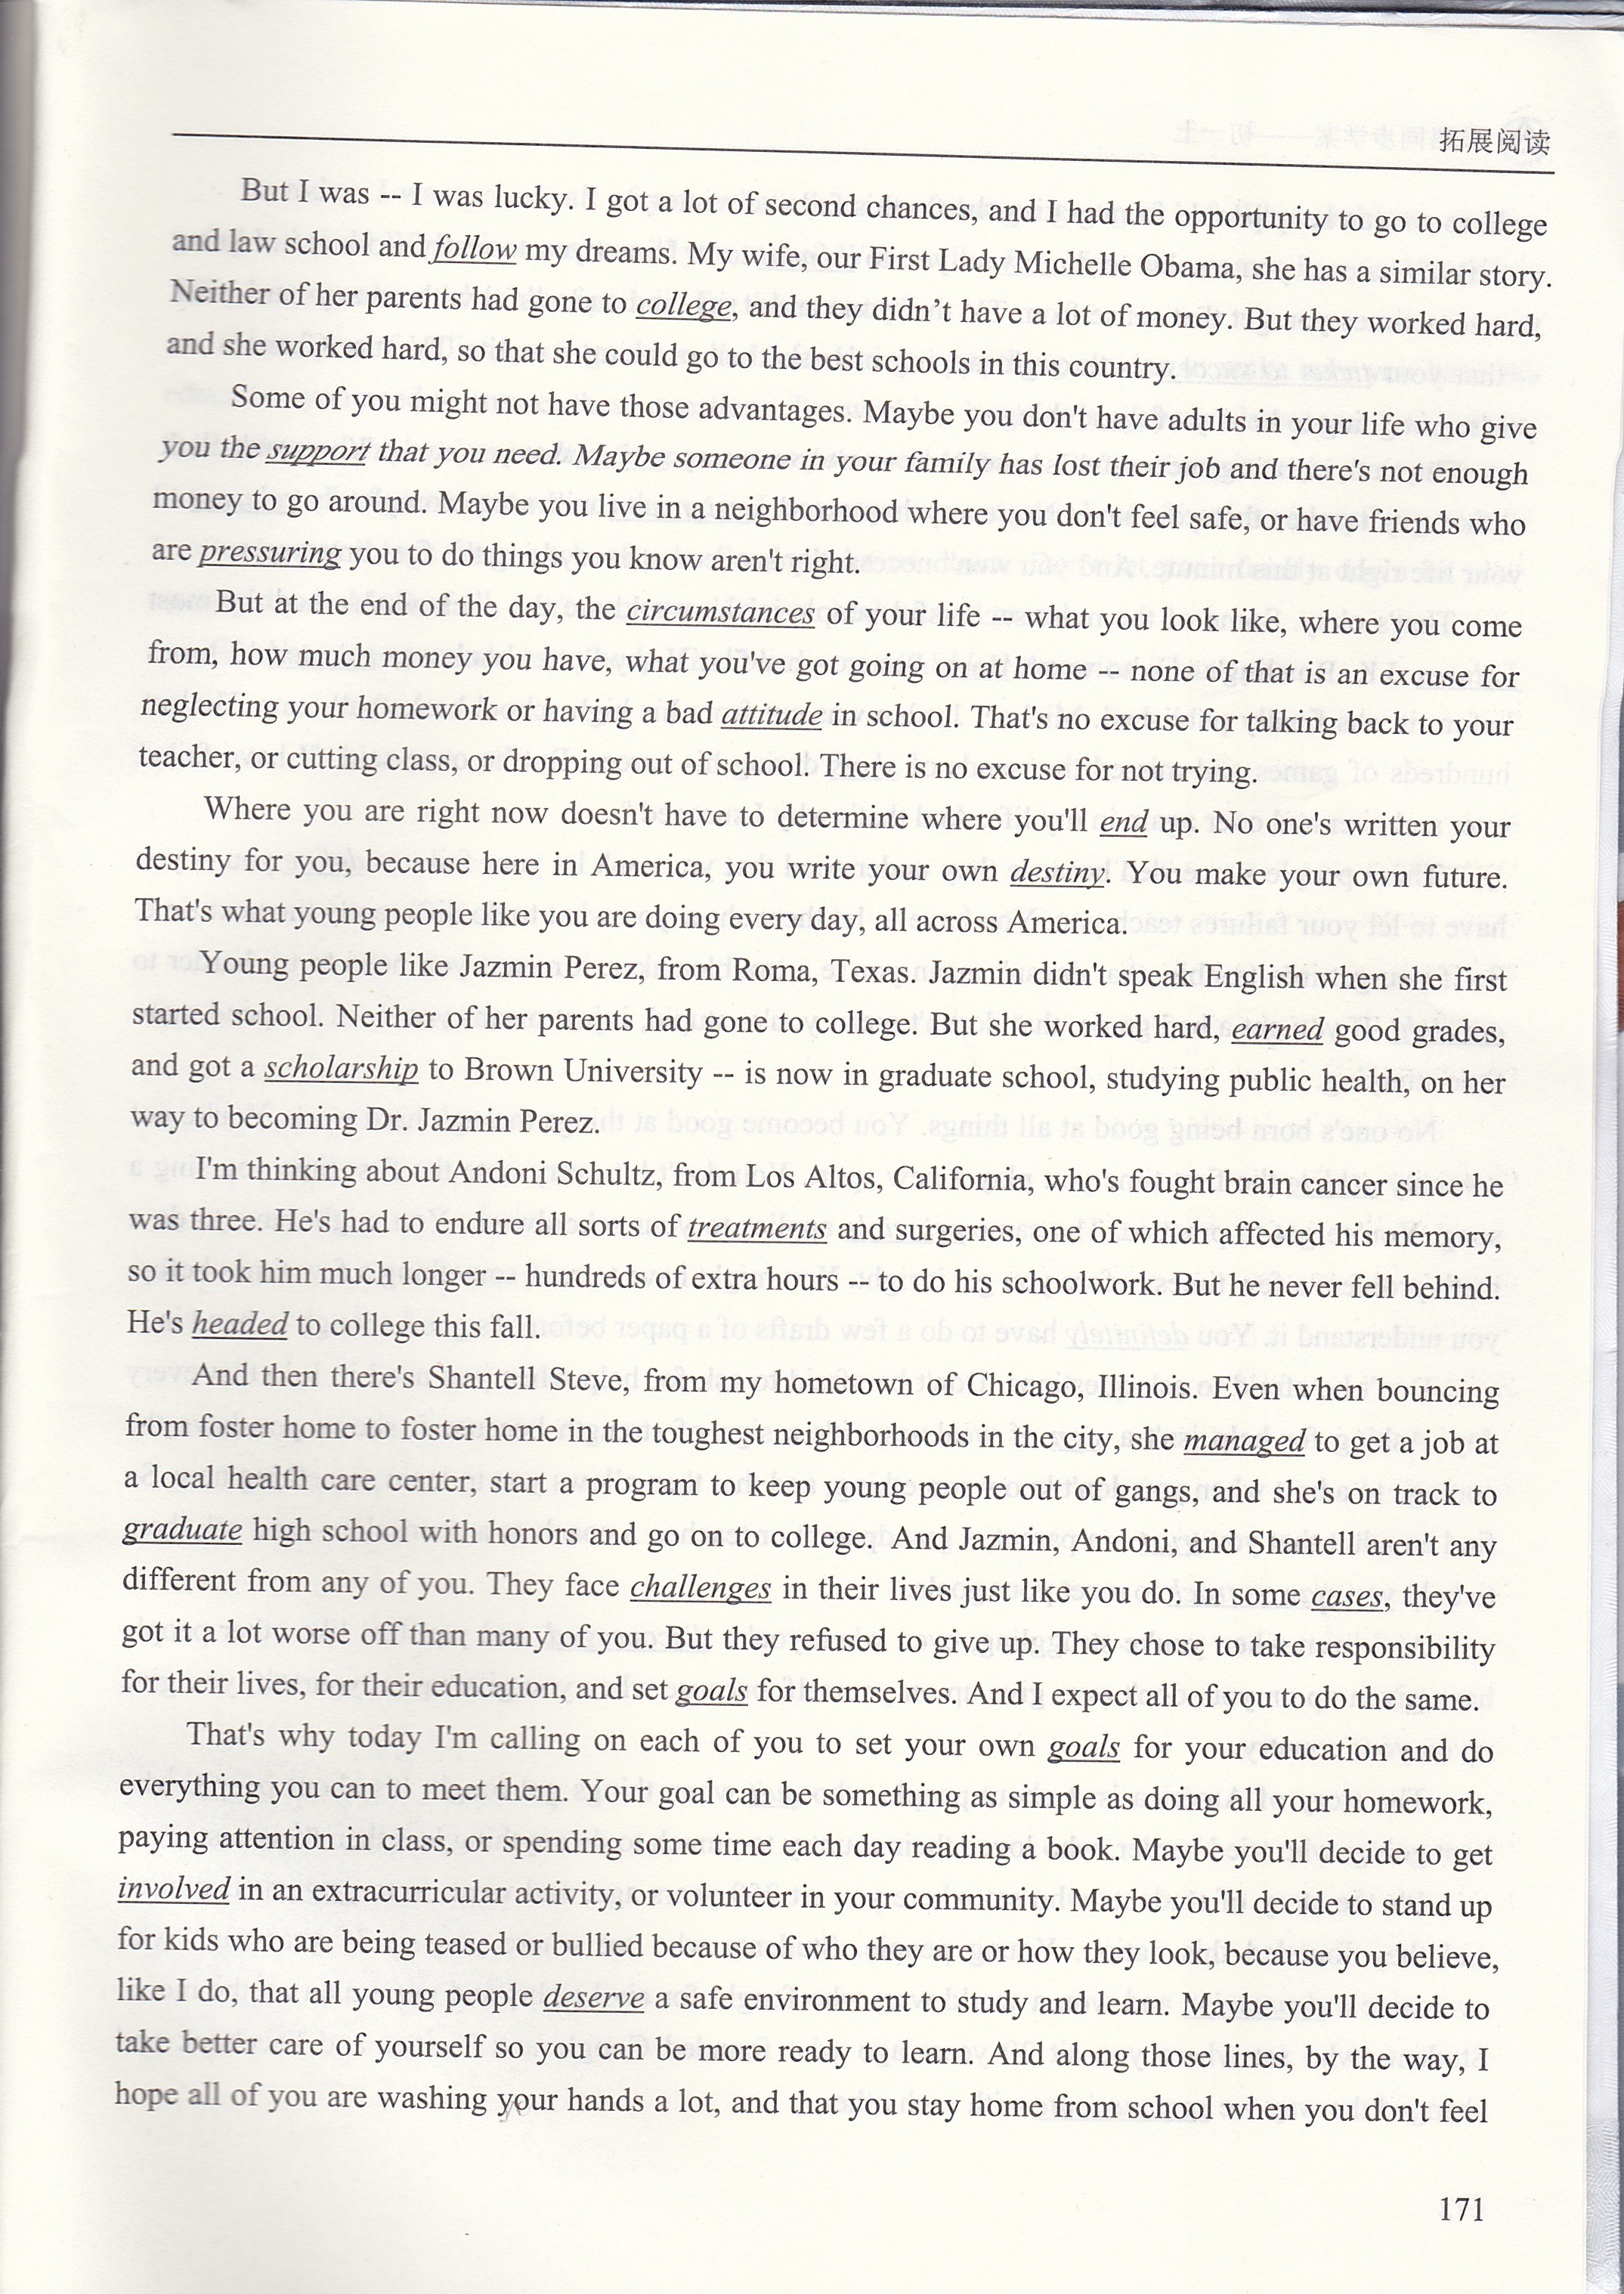 拓展阅读
But I was -- I was lucky. I got a lot of second chances, and I had the opportunity to go to college
and law school and follow my dreams. My wife, our First Lady Michelle Obama, she has a similar story.
Neither of her parents had gone to college, and they didn’t have a lot of money. But they worked hard,
and she worked hard, so that she could go to the best schools in this country.
Some of you might not have those advantages. Maybe you don't have adults in your life who give
you the support that you need. Maybe someone in your family has lost their job and there's not enough
money to go around. Maybe you live in a neighborhood where you don't feel safe, or have friends who
are pressuring you to do things you know aren't right.
But at the end of the day, the circumstances of your life -- what you look like, where you come
from, how much money you have, what you've got going on at home -- none of that is an excuse for
neglecting your homework or having a bad attitude in school. That's no excuse for talking back to your
teacher, or cutting class, or dropping out of school. There is no excuse for not trying.
Where you are right now doesn't have to determine where you'll end up. No one's written your
destiny for you, because here in America, you write your own destiny. You make your own future.
That's what young people like you are doing every day, all across America.
Young people like Jazmin Perez, from Roma, Texas. Jazmin didn't speak English when she first
started school. Neither of her parents had gone to college. But she worked hard, earned good grades,
and got a scholarship to Brown University -- is now in graduate school, studying public health, on her
way to becoming Dr. Jazmin Perez.
I'm thinking about Andoni Schultz, from Los Altos, California, who's fought brain cancer since he
was three. He's had to endure all sorts of treatments and surgeries, one of which affected his memory,
so it took him much longer -- hundreds of extra hours -- to do his schoolwork. But he never fell behind.
He's headed to college this fall.
And then there's Shantell Steve, from my hometown of Chicago, Illinois. Even when bouncing
from foster home to foster home in the toughest neighborhoods in the city, she managed to get a job at
a local health care center, start a program to keep young people out of gangs, and she's on track to
graduate high school with honors and go on to college. And Jazmin, Andoni, and Shantell aren't any
different from any of you. They face challenges in their lives just like you do. In some cases, they've
got it a lot worse off than many of you. But they refused to give up. They chose to take responsibility
for their lives, for their education, and set goals for themselves. And I expect all of you to do the same.
That's why today I'm calling on each of you to set your own goals for your education and do
everything you can to meet them. Your goal can be something as simple as doing all your homework,
paying attention in class, or spending some time each day reading a book. Maybe you'll decide to get
involved in an extracurricular activity, or volunteer in your community. Maybe you'll decide to stand up
for kids who are being teased or bullied because of who they are or how they look, because you believe,
like I do, that all young people deserve a safe environment to study and learn. Maybe you'll decide to
take better care of yourself so you can be more ready to learn. And along those lines, by the way, I
hope all of you are washing your hands a lot, and that you stay home from school when you don't feel
171